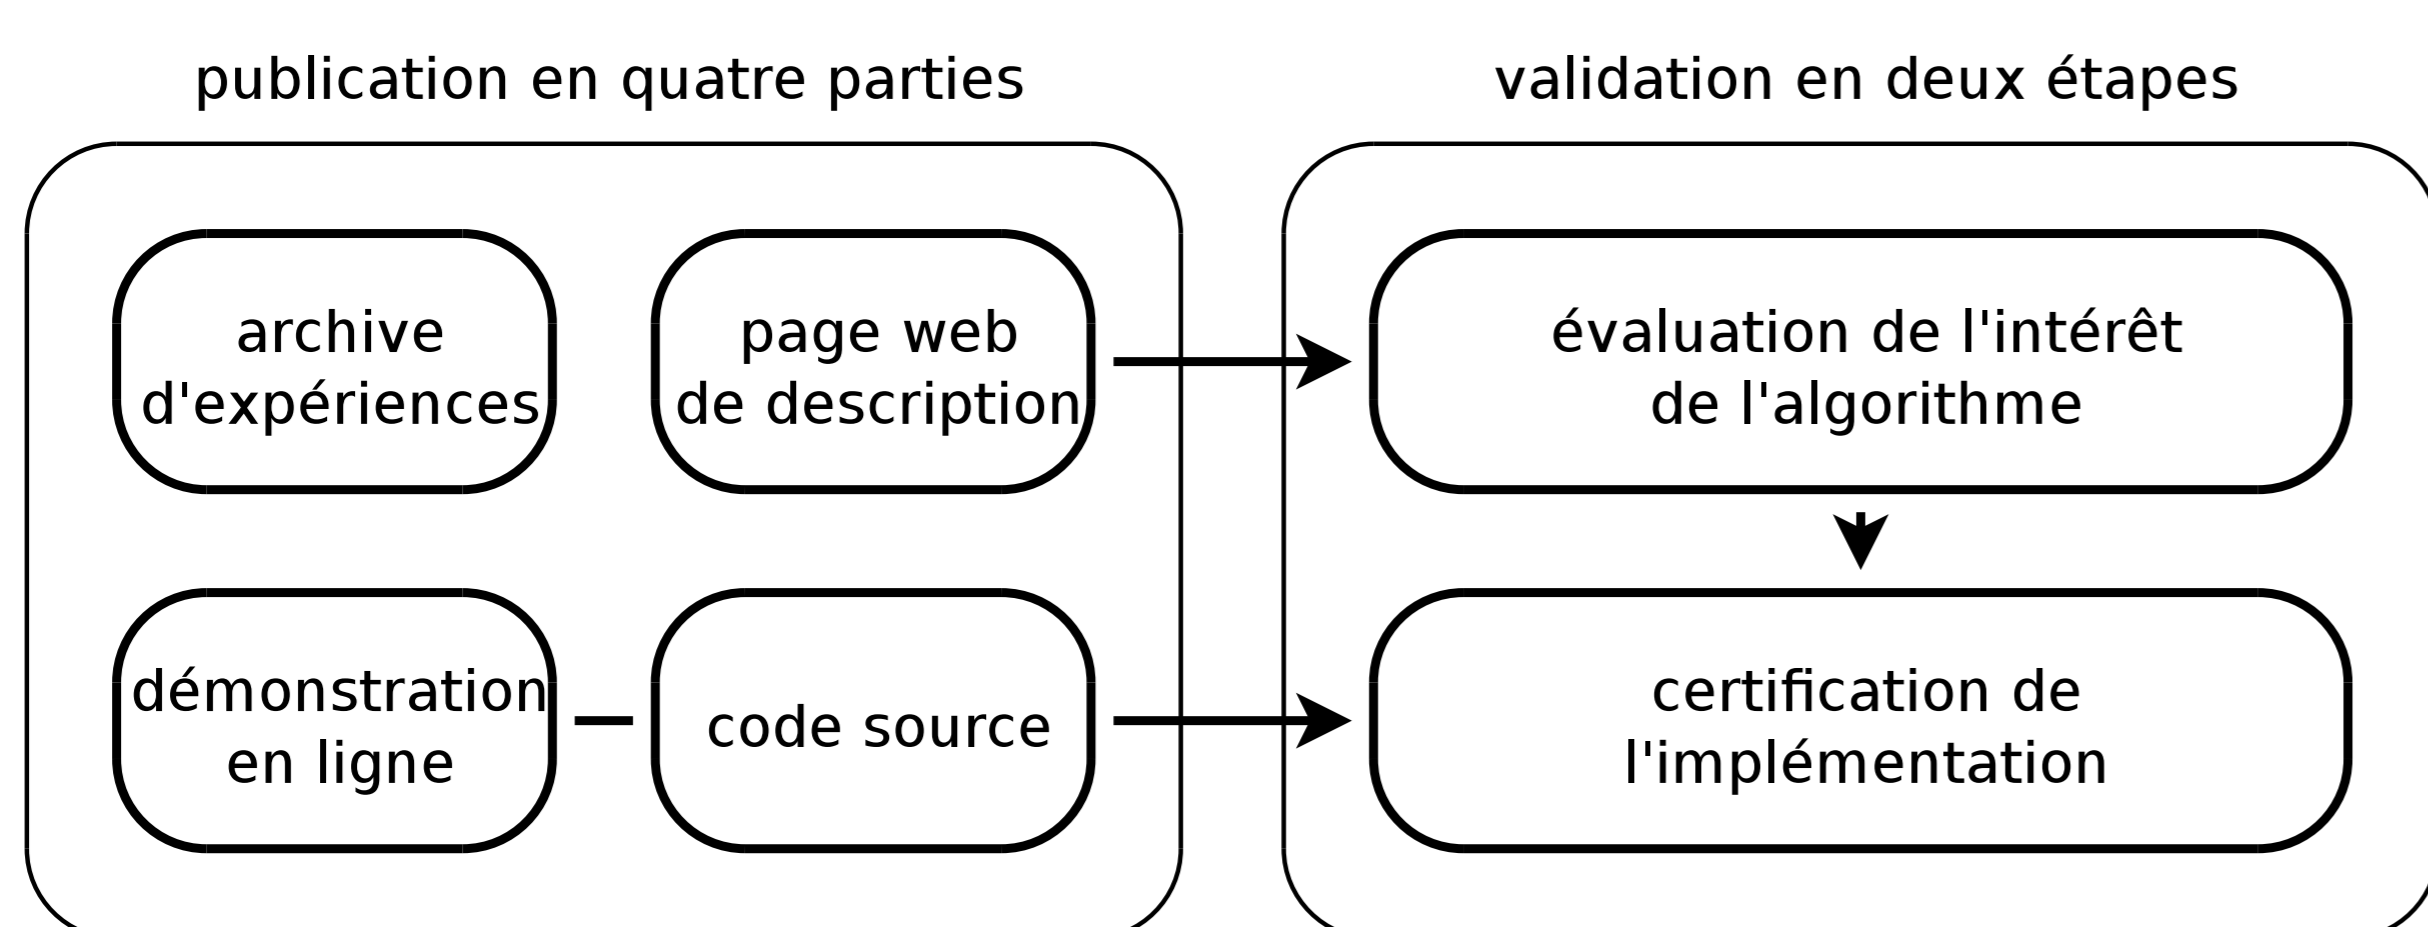 publication en quatre parties
validation en deux étapes
archive
d'expériences
page web
de description
évaluation de l'intérêt
de l'algorithme
démonstration
en ligne
code source
certification de
l'implémentation